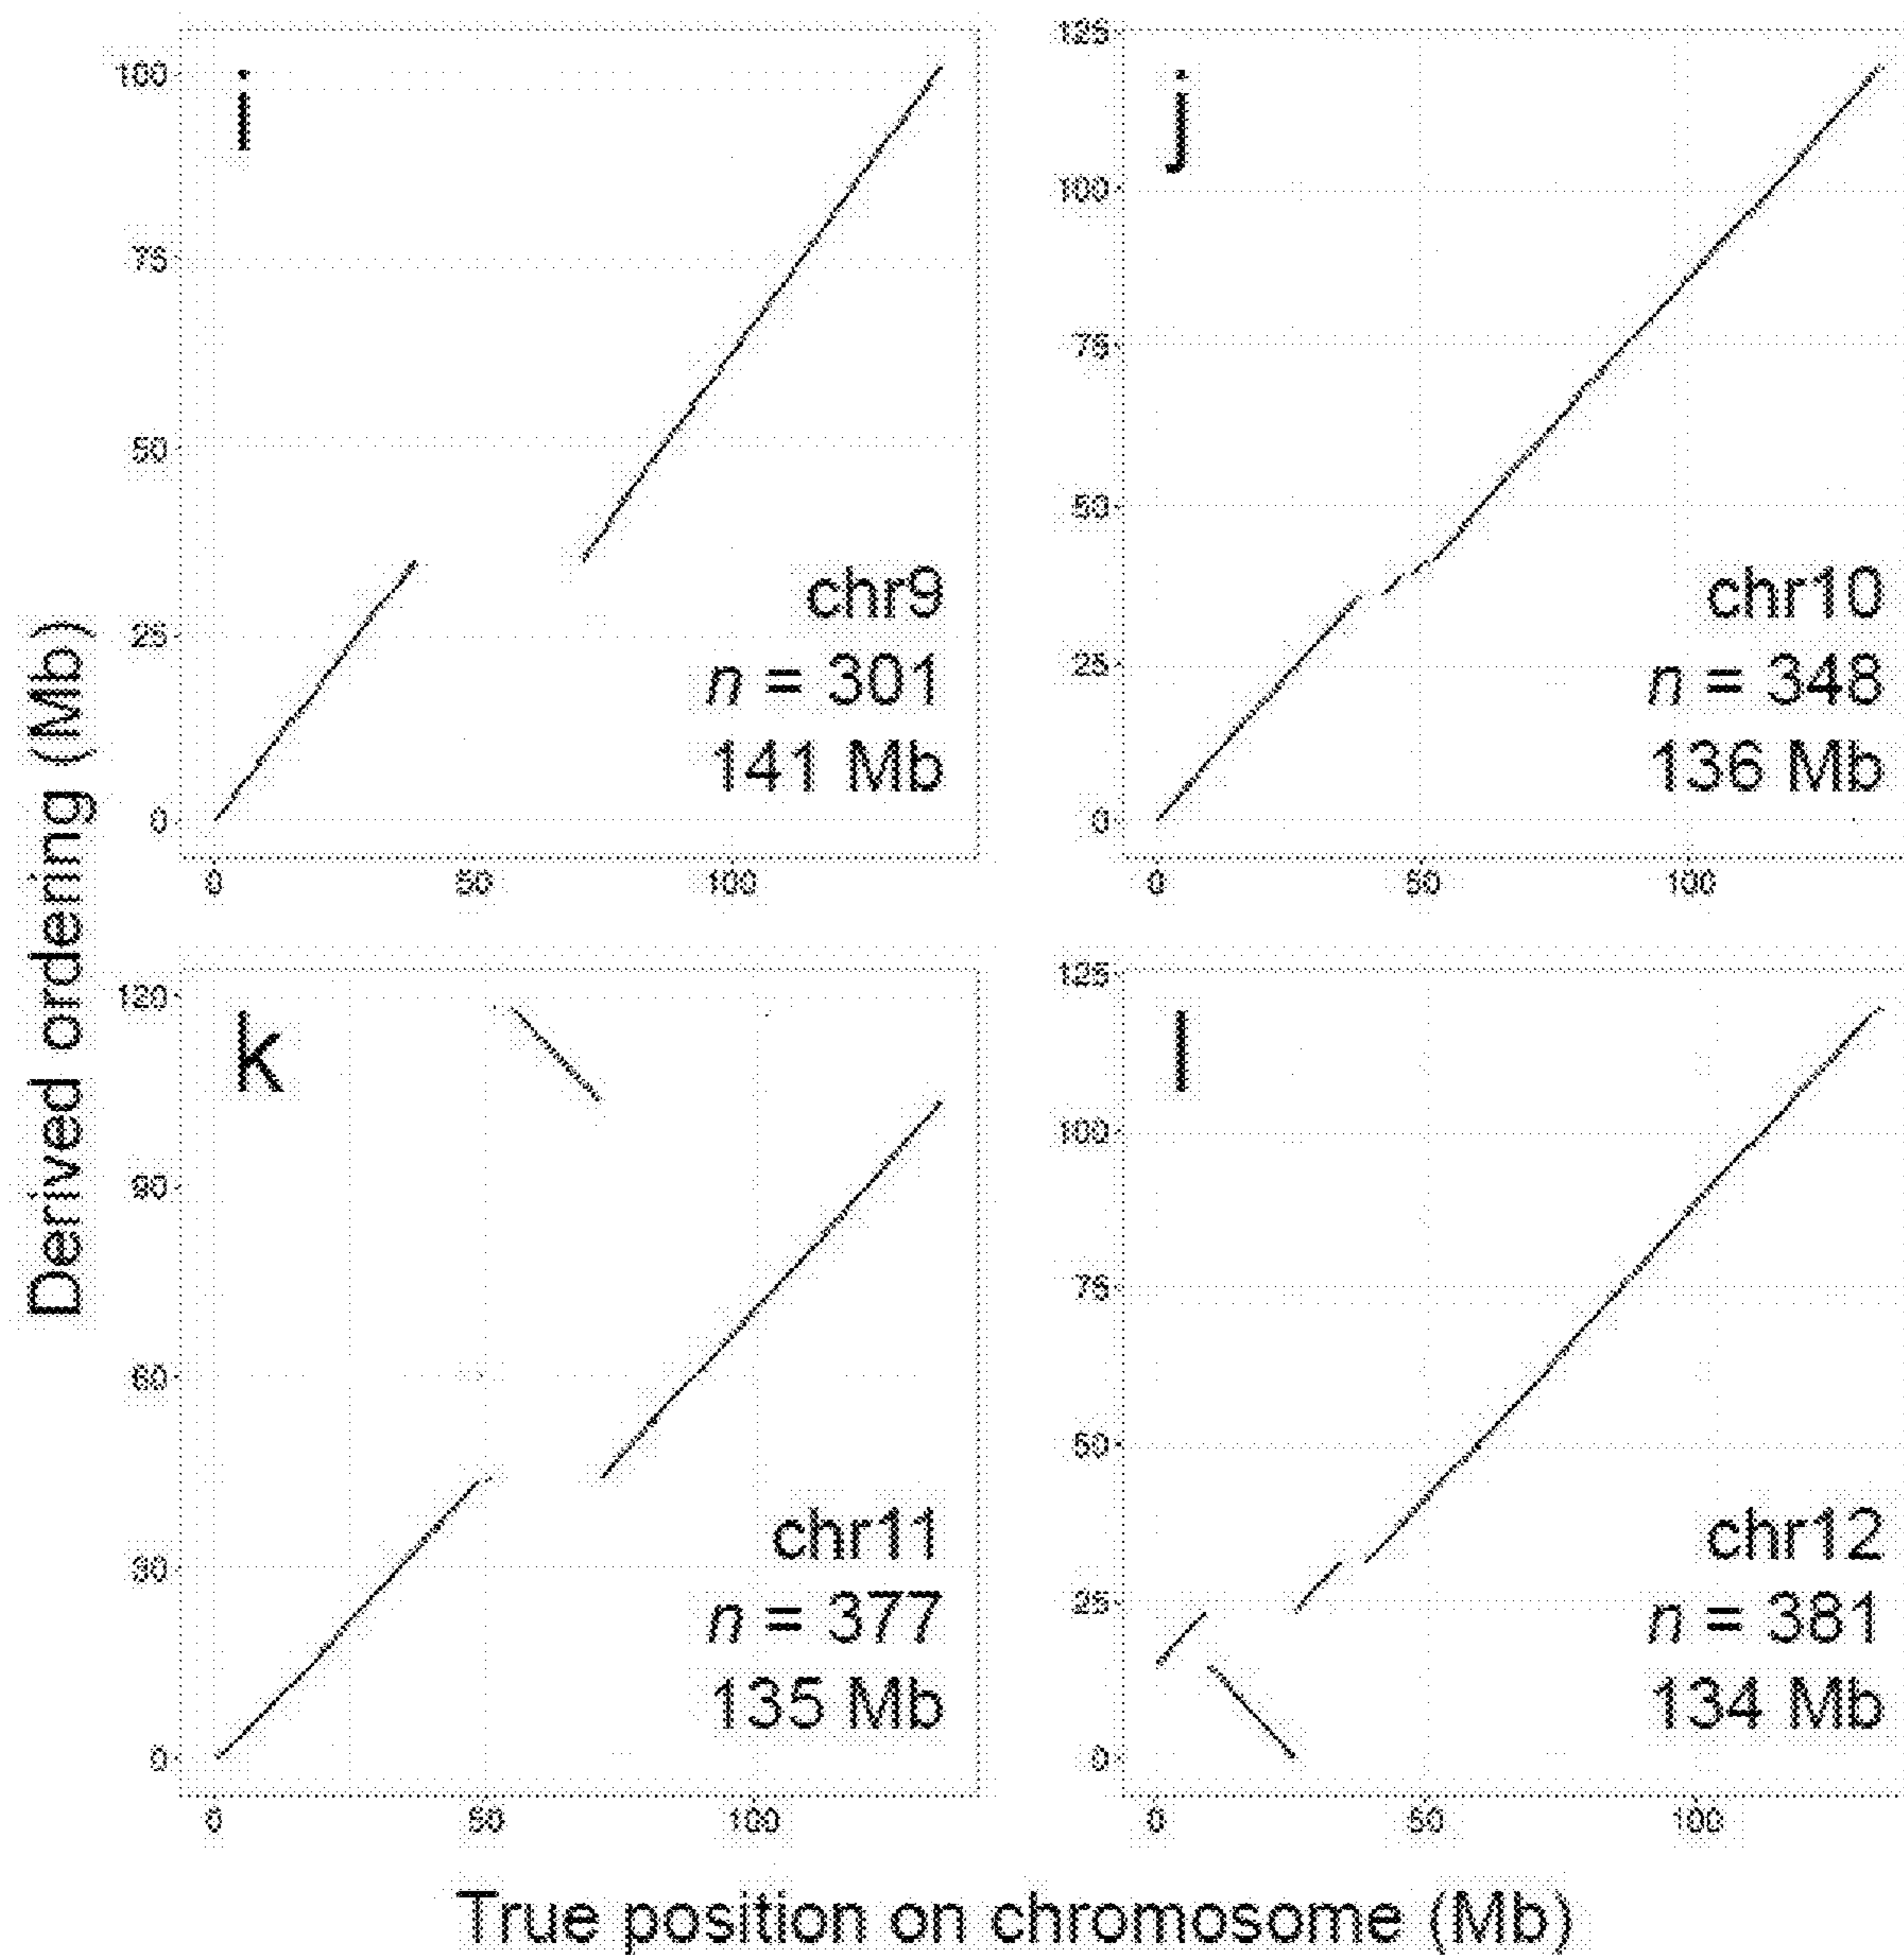 Derived ordering (Mb)
i
100
75
50
25
0
0 50 100
chr9
n = 301
141 Mb
j
125
100
75
50
25
0
0 50 100
chr10
n = 348
136 Mb
k
120
90
60
30
0
0 50 100
chr11
n = 377
135 Mb
l
125
100
75
50
25
0
0 50 100
chr12
n = 381
134 Mb
True position on chromosome (Mb)